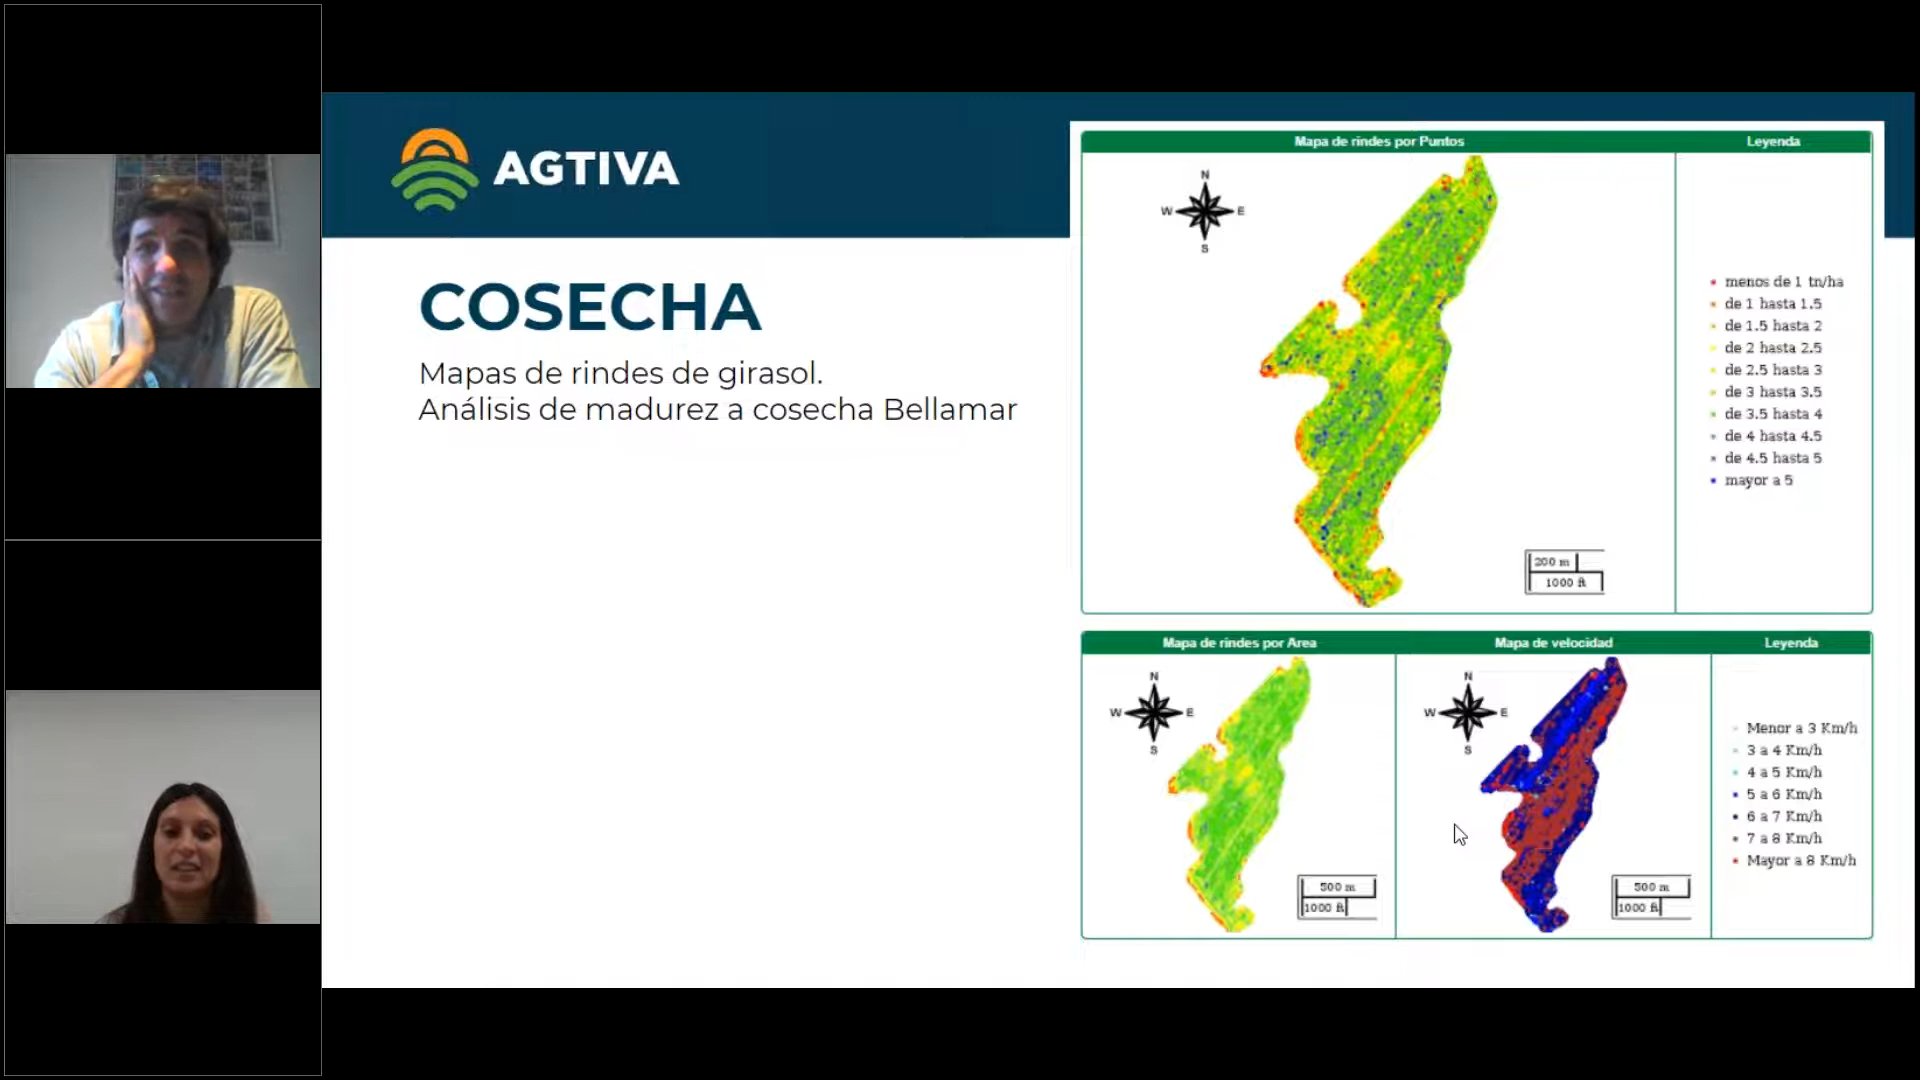 AGTIVA
COSECHA
Mapas de rindes de girasol.
Análisis de madurez a cosecha Bellamar
Mapa de rindes por Puntos
Leyenda
N
W
E
S
menos de 1 tn/ha
de 1 hasta 1.5
de 1.5 hasta 2
de 2 hasta 2.5
de 2.5 hasta 3
de 3 hasta 3.5
de 3.5 hasta 4
de 4 hasta 4.5
de 4.5 hasta 5
mayor a 5
200 m
1000 ft
Mapa de rindes por Area
Mapa de velocidad
Leyenda
N
W
E
S
500 m
1000 ft
N
W
E
S
500 m
1000 ft
Menor a 3 Km/h
3 a 4 Km/h
4 a 5 Km/h
5 a 6 Km/h
6 a 7 Km/h
7 a 8 Km/h
Mayor a 8 Km/h